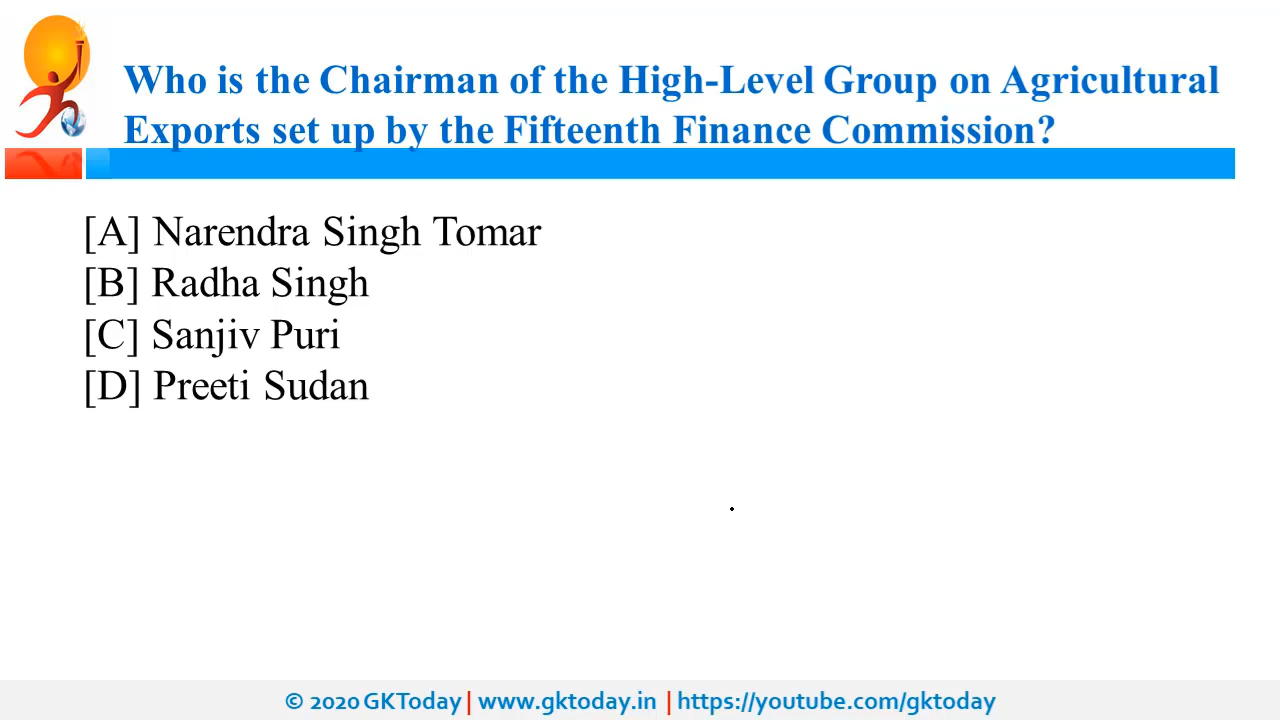 Who is the Chairman of the High-Level Group on Agricultural
Exports set up by the Fifteenth Finance Commission?
[A] Narendra Singh Tomar
[B] Radha Singh
[C] Sanjiv Puri
[D] Preeti Sudan
© 2020 GKToday | www.gktoday.in | https://youtube.com/gktoday